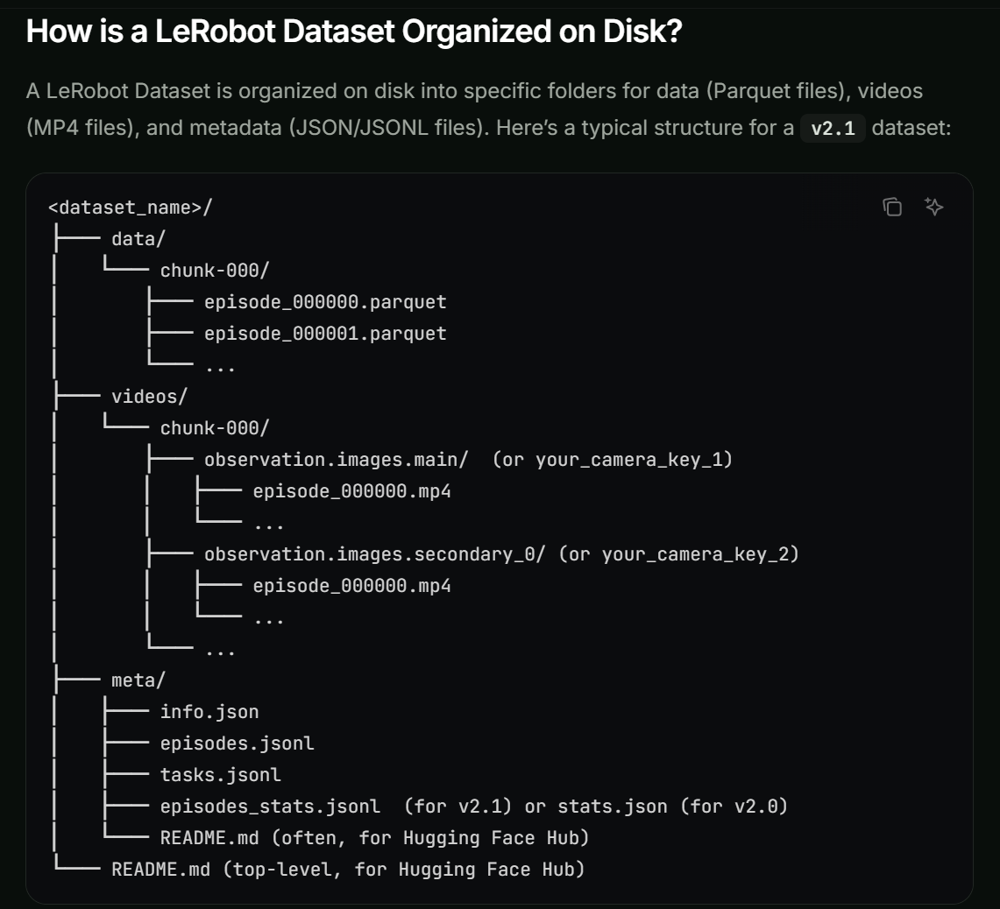 How is a LeRobot Dataset Organized on Disk?
A LeRobot Dataset is organized on disk into specific folders for data (Parquet files), videos
(MP4 files), and metadata (JSON/JSONL files). Here’s a typical structure for a v2.1 dataset:
<dataset_name>/
├── data/
│   └── chunk-000/
│       ├── episode_000000.parquet
│       ├── episode_000001.parquet
│       └── ...
├── videos/
│   └── chunk-000/
│       ├── observation.images.main/  (or your_camera_key_1)
│       │   ├── episode_000000.mp4
│       │   └── ...
│       ├── observation.images.secondary_0/ (or your_camera_key_2)
│       │   ├── episode_000000.mp4
│       │   └── ...
│       └── ...
├── meta/
│   ├── info.json
│   ├── episodes.jsonl
│   ├── tasks.jsonl
│   ├── episodes_stats.jsonl  (for v2.1) or stats.json (for v2.0)
│   └── README.md (often, for Hugging Face Hub)
└── README.md (top-level, for Hugging Face Hub)